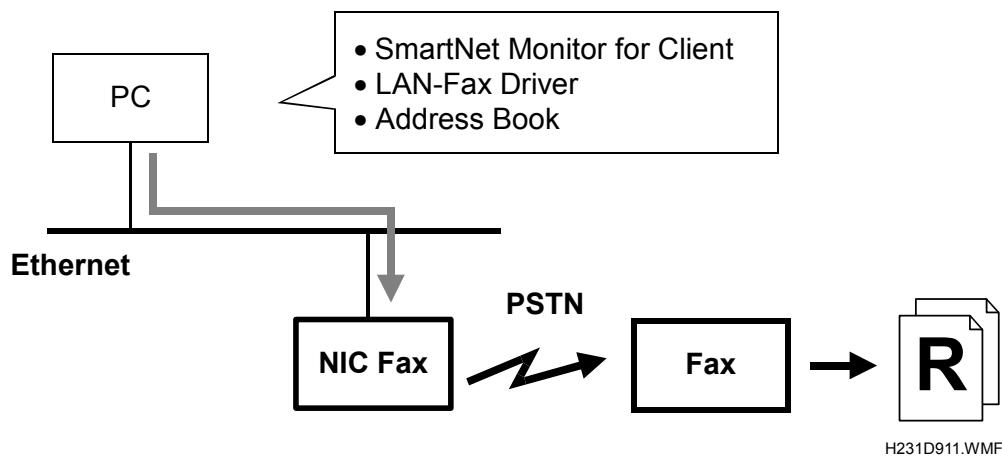 PC
• SmartNet Monitor for Client
• LAN-Fax Driver
• Address Book
Ethernet
PSTN
NIC Fax
Fax
R
H231D911.WMF